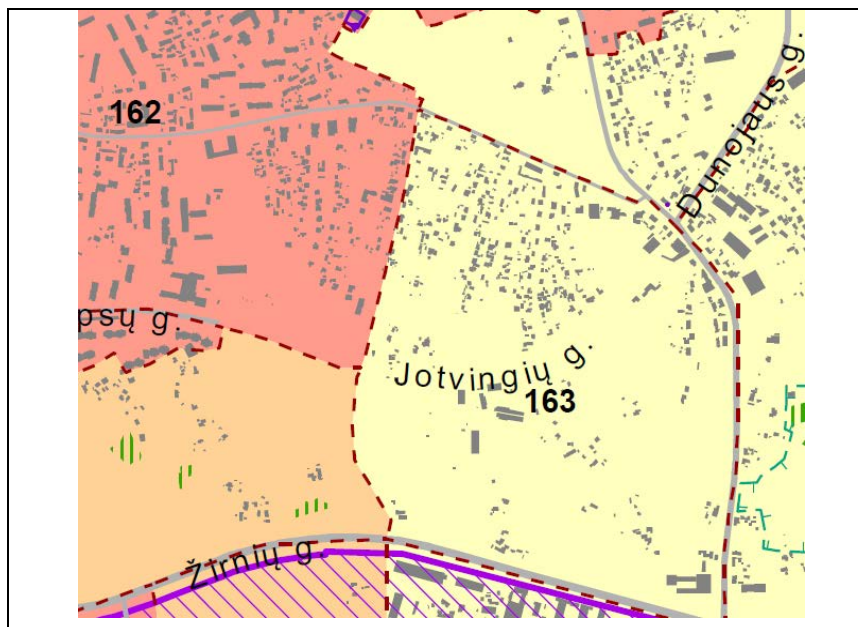 162
Dunojaus g.
psų g.
Jotvingių g.
163
Žirnių g.